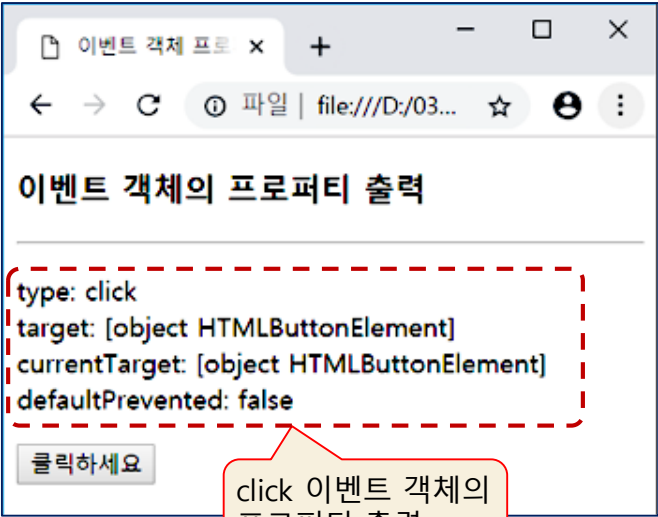 이벤트 객체 프로
파일 | file:///D:/03...
이벤트 객체의 프로퍼티 출력
type: click
target: [object HTMLButtonElement]
currentTarget: [object HTMLButtonElement]
defaultPrevented: false
클릭하세요
click 이벤트 객체의